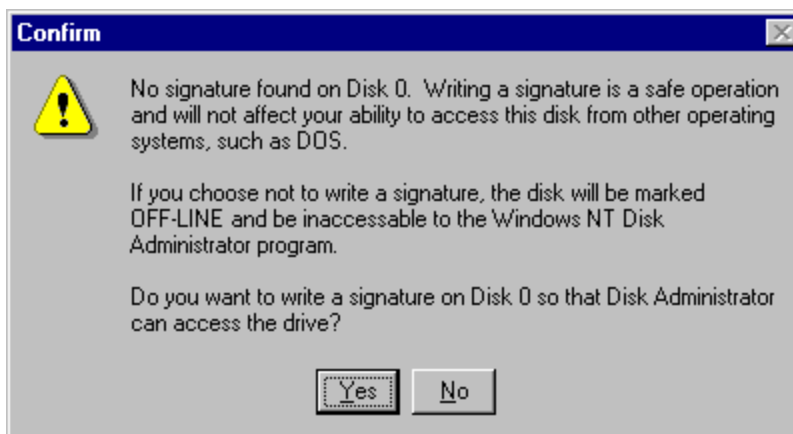 Confirm
No signature found on Disk 0.  Writing a signature is a safe operation
and will not affect your ability to access this disk from other operating
systems, such as DOS.
If you choose not to write a signature, the disk will be marked
OFF-LINE and be inaccessable to the Windows NT Disk
Administrator program.
Do you want to write a signature on Disk 0 so that Disk Administrator
can access the drive?
Yes No